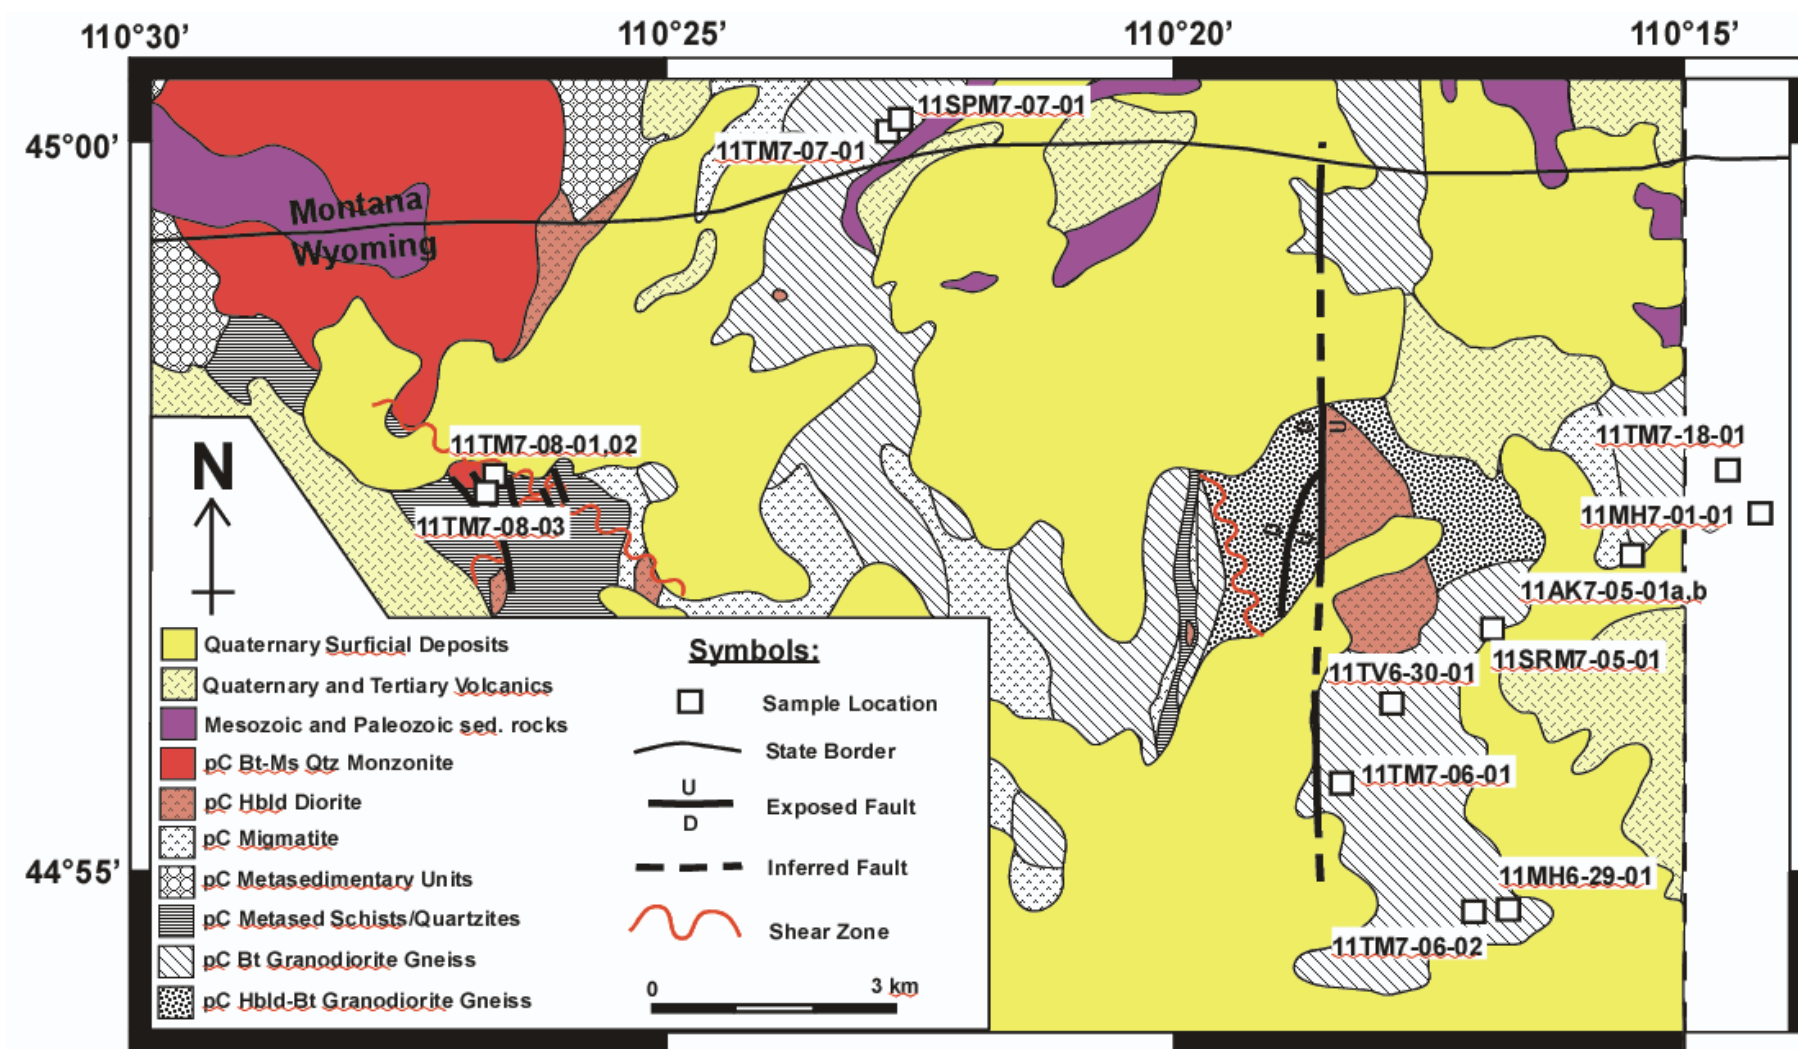 110°30’
110°25’
110°20’
110°15’
45°00’
11SPM7-07-01
11TM7-07-01
Montana
Wyoming
11TM7-08-01,02
11TM7-08-03
N
U
D
11TM7-18-01
11MH7-01-01
11AK7-05-01a,b
11SRM7-05-01
11TV6-30-01
11TM7-06-01
11MH6-29-01
11TM7-06-02
44°55’
Quaternary Surficial Deposits
Quaternary and Tertiary Volcanics
Mesozoic and Paleozoic sed. rocks
pC Bt-Ms Qtz Monzonite
pC Hbld Diorite
pC Migmatite
pC Metasedimentary Units
pC Metased Schists/Quartzites
pC Bt Granodiorite Gneiss
pC Hbld-Bt Granodiorite Gneiss
Symbols:
Sample Location
State Border
U
D
Exposed Fault
Inferred Fault
Shear Zone
0 3 km